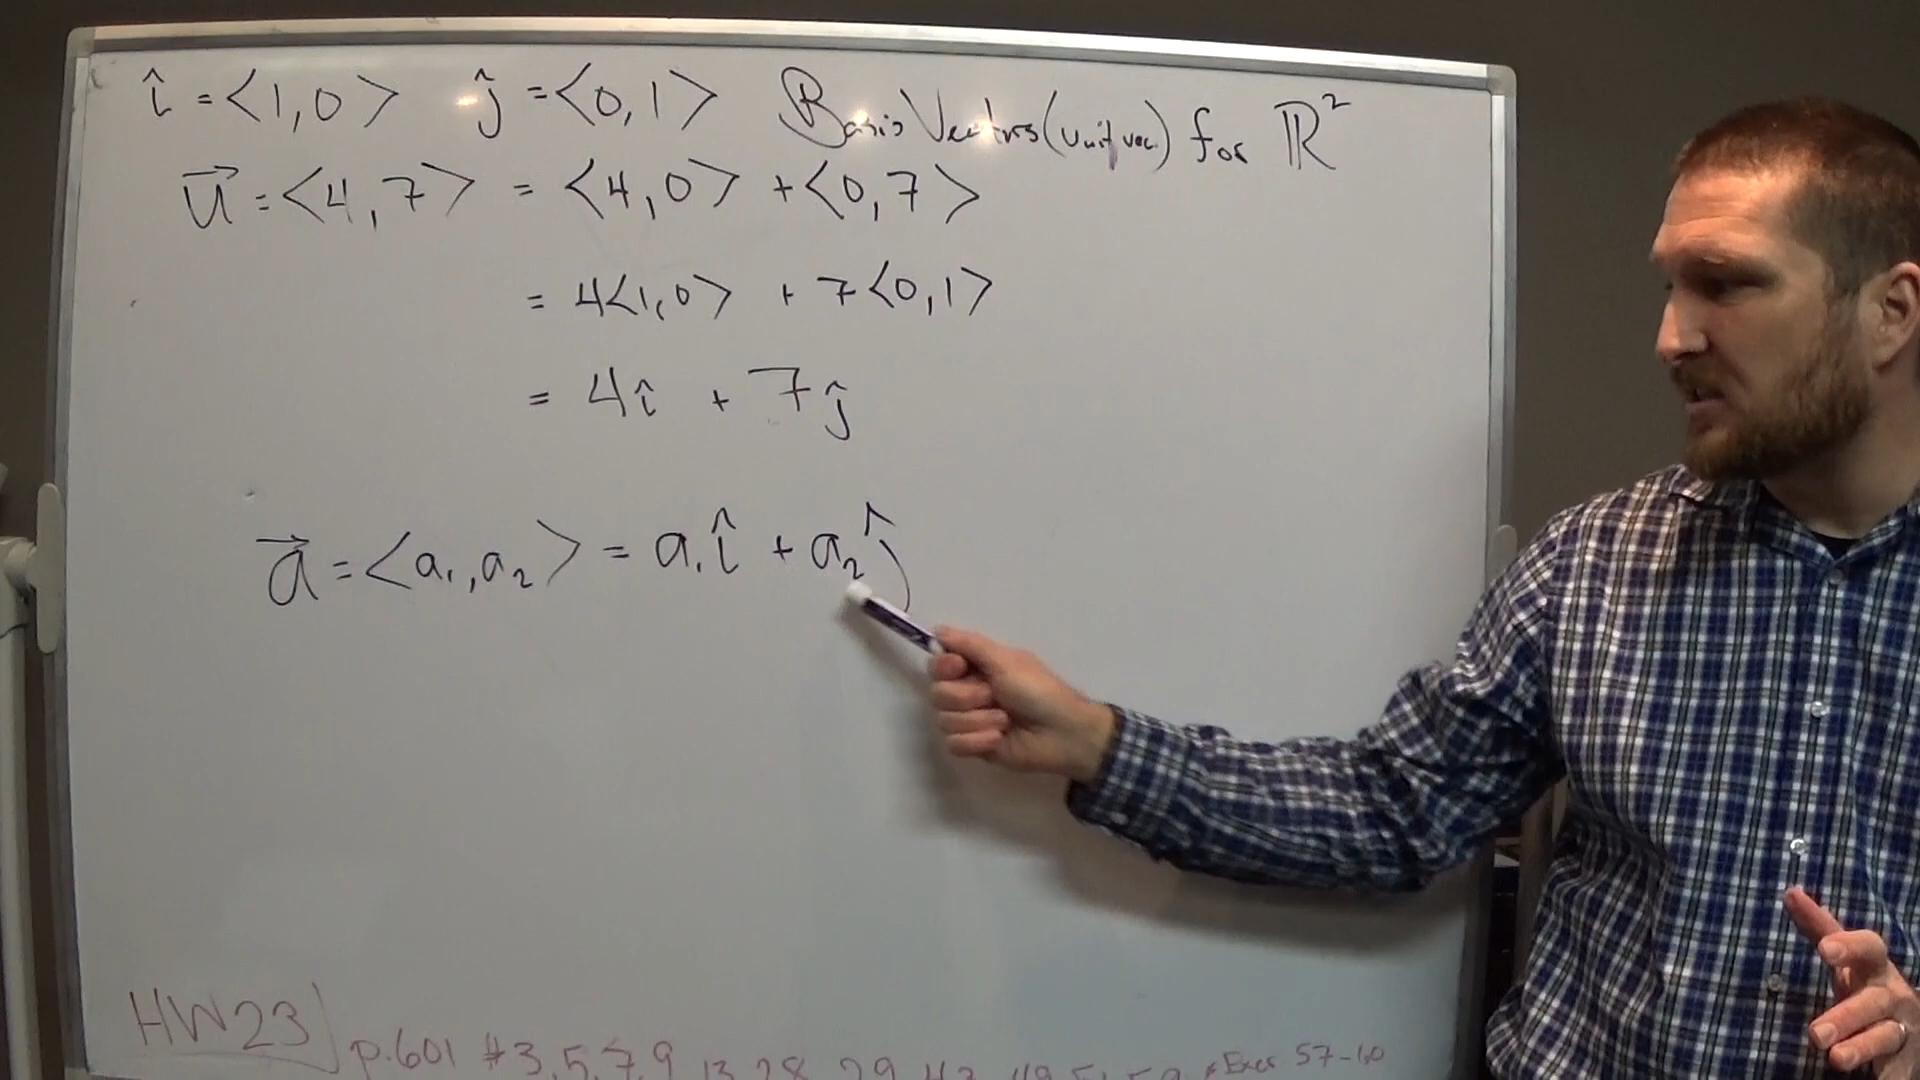 î = <1,0> ĵ = <0,1> Basis Vectors (unit vec.) for ℝ²
u⃗ = <4,7> = <4,0> + <0,7>
= 4<1,0> + 7<0,1>
= 4î + 7ĵ
a⃗ = <a₁,a₂> = a₁î + a₂ĵ
HW23) p.601 #3,5,7,9 13 28 29 * Exer 57-60